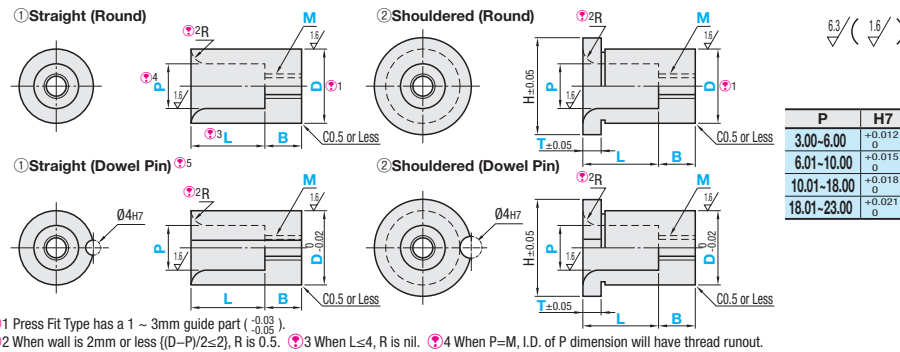 ①Straight (Round)
2R
M
1.6
4
P
1.6
D
1
3
L
B
C0.5 or Less
②Shouldered (Round)
2R
M
1.6
H±0.05
P
1.6
D
1
T±0.05
L
B
C0.5 or Less
6.3 ( 1.6 )
P H7
3.00~6.00 +0.012 0
6.01~10.00 +0.015 0
10.01~18.00 +0.018 0
18.01~23.00 +0.021 0
①Straight (Dowel Pin) 5
Ø4H7
2R
M
1.6
P
1.6
D 0 -0.02
L
B
C0.5 or Less
②Shouldered (Dowel Pin)
Ø4H7
2R
M
1.6
H±0.05
P
1.6
D 0 -0.02
T±0.05
L
B
C0.5 or Less
1 Press Fit Type has a 1 ~ 3mm guide part ( -0.03 -0.05 ).
2 When wall is 2mm or less {(D–P)/2≤2}, R is 0.5. 3 When L≤4, R is nil. 4 When P=M, I.D. of P dimension will have thread runout.